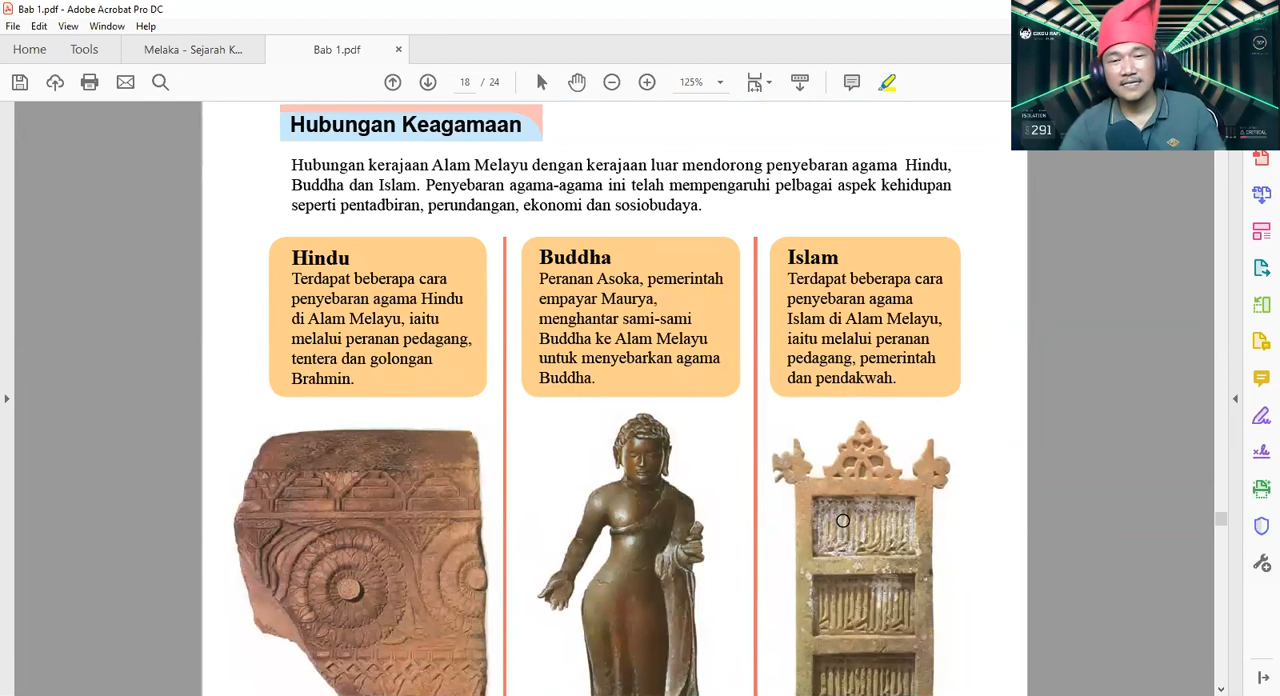 Bab 1.pdf - Adobe Acrobat Pro DC
File Edit View Window Help
Home Tools Melaka - Sejarah K... Bab 1.pdf ×
18 / 24 125%
ISOLATION
291
CRITICAL
Hubungan Keagamaan
Hubungan kerajaan Alam Melayu dengan kerajaan luar mendorong penyebaran agama Hindu,
Buddha dan Islam. Penyebaran agama-agama ini telah mempengaruhi pelbagai aspek kehidupan
seperti pentadbiran, perundangan, ekonomi dan sosiobudaya.
Hindu
Terdapat beberapa cara
penyebaran agama Hindu
di Alam Melayu, iaitu
melalui peranan pedagang,
tentera dan golongan
Brahmin.
Buddha
Peranan Asoka, pemerintah
empayar Maurya,
menghantar sami-sami
Buddha ke Alam Melayu
untuk menyebarkan agama
Buddha.
Islam
Terdapat beberapa cara
penyebaran agama
Islam di Alam Melayu,
iaitu melalui peranan
pedagang, pemerintah
dan pendakwah.